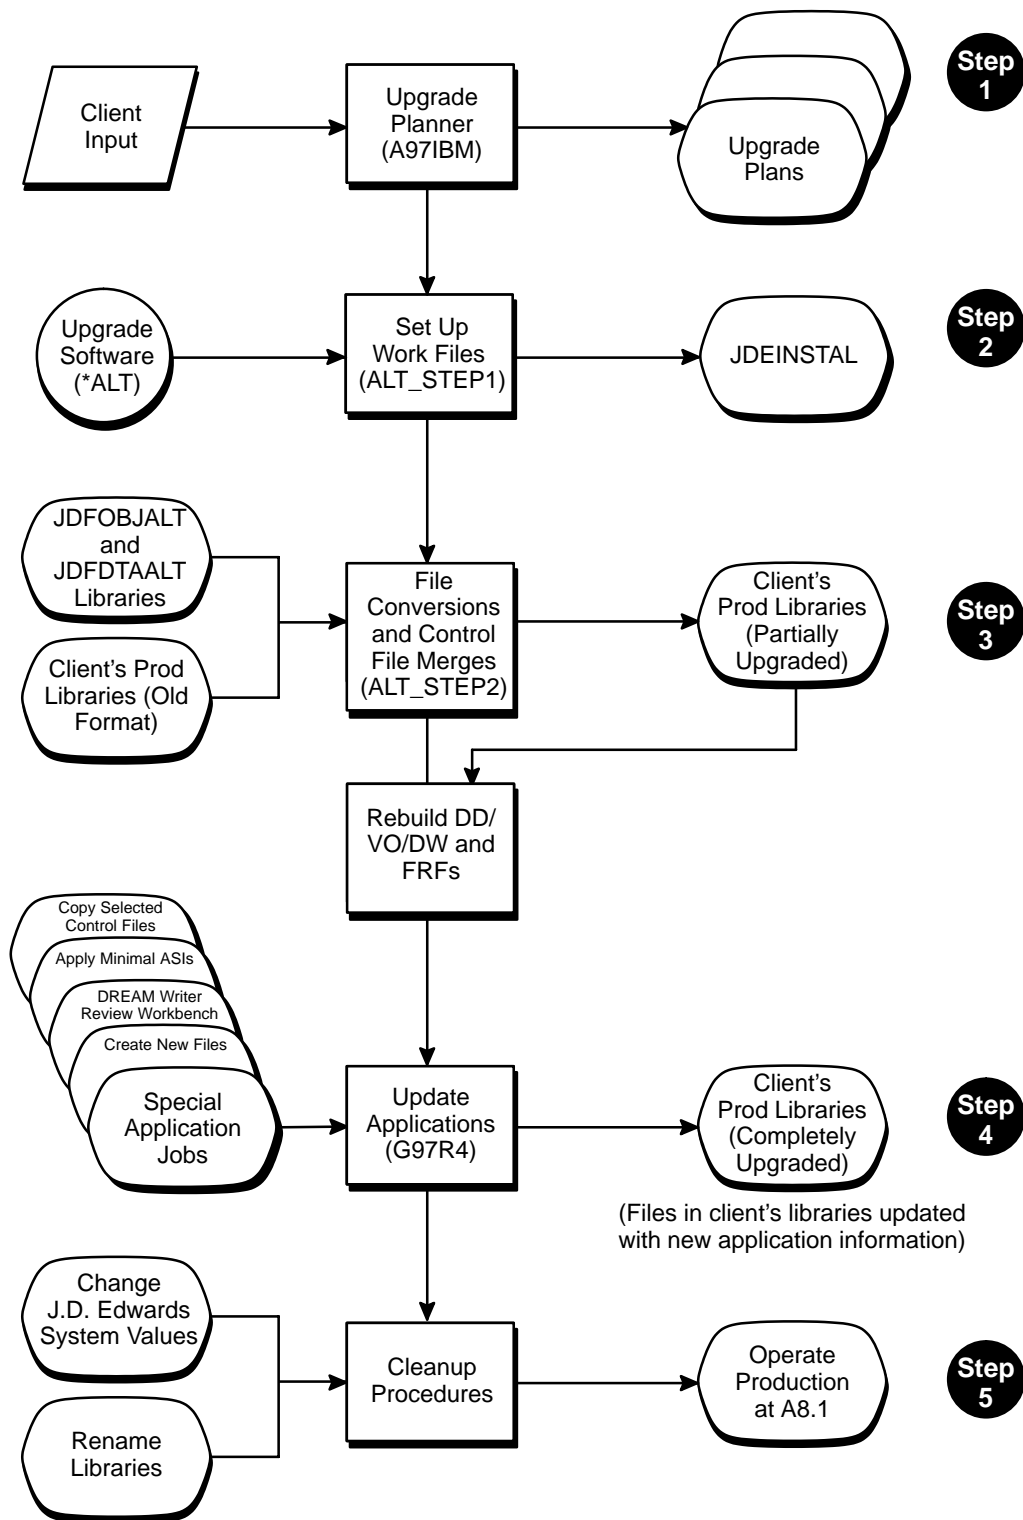 Client
Input
Upgrade
Planner
(A97IBM)
Upgrade
Plans
Step
1
Upgrade
Software
(*ALT)
Set Up
Work Files
(ALT_STEP1)
JDEINSTAL
Step
2
JDFOBJALT
and
JDFDTAALT
Libraries
Client's Prod
Libraries (Old
Format)
File
Conversions
and Control
File Merges
(ALT_STEP2)
Client's
Prod Libraries
(Partially
Upgraded)
Step
3
Rebuild DD/
VO/DW and
FRFs
Copy Selected
Control Files
Apply Minimal ASIs
DREAM Writer
Review Workbench
Create New Files
Special
Application
Jobs
Update
Applications
(G97R4)
Client's
Prod Libraries
(Completely
Upgraded)
Step
4
(Files in client's libraries updated
with new application information)
Change
J.D. Edwards
System Values
Rename
Libraries
Cleanup
Procedures
Operate
Production
at A8.1
Step
5